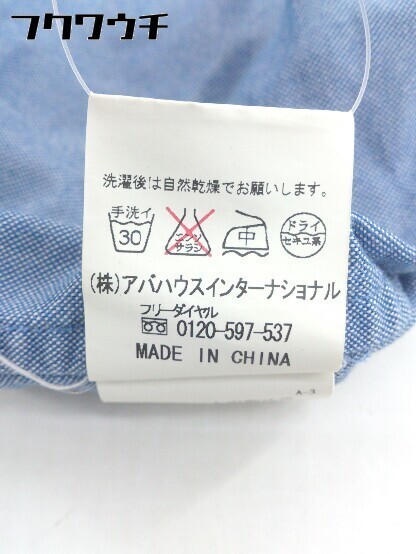 フクウウチ
洗濯後は自然乾燥でお願いします。
手洗イ
30
エンソ
サラシ
中
ドライ
セキユ系
(株)アバハウスインターナショナル
フリーダイヤル
0120-597-537
MADE IN CHINA
A-3